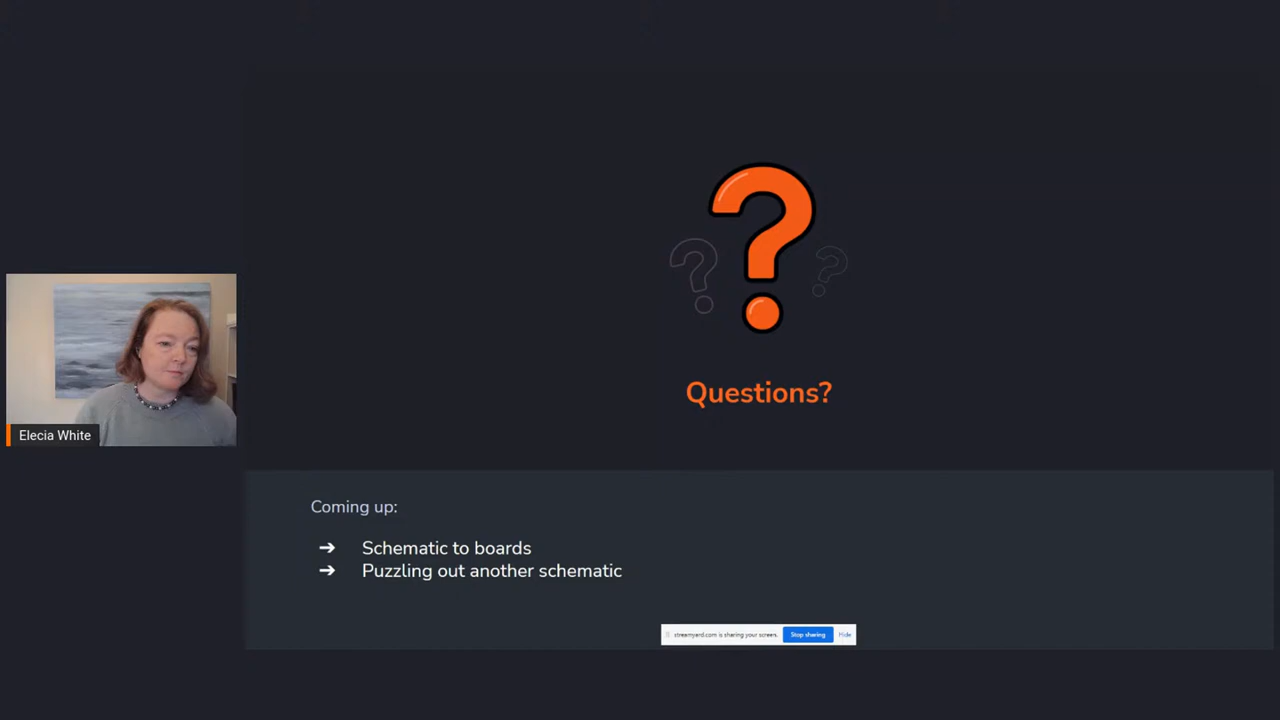 Elecia White
Questions?
Coming up:
➔ Schematic to boards
➔ Puzzling out another schematic
streamyard.com is sharing your screen. Stop sharing Hide